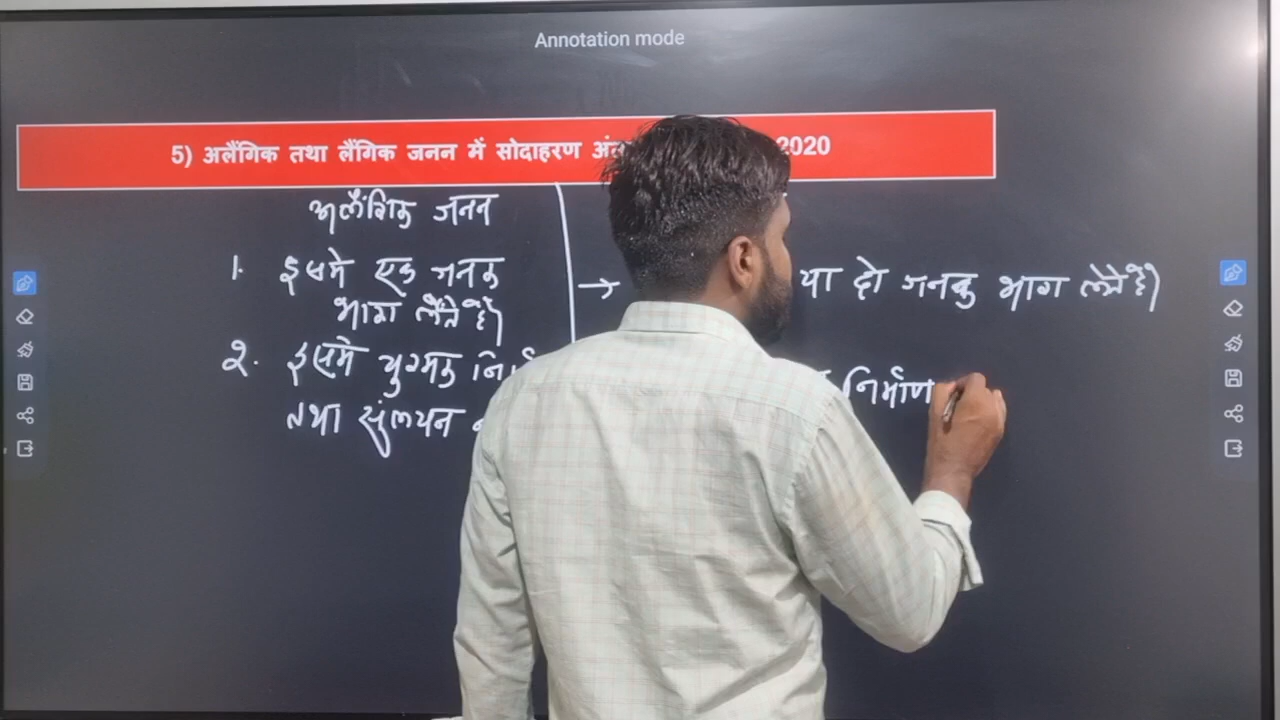 Annotation mode
5) अलैंगिक तथा लैंगिक जनन में सोदाहरण 2020
अलैंगिक जनन
1. इसमे एक जनक → या दो जनक भाग लेते है।
भाग लेते है।
2. इसमे युग्मक निर्माण
तथा संलयन